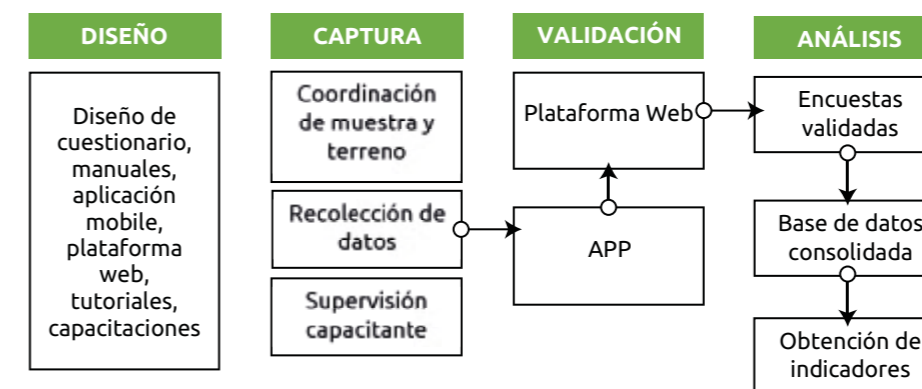 DISEÑO
Diseño de
cuestionario,
manuales,
aplicación
mobile,
plataforma
web,
tutoriales,
capacitaciones
CAPTURA
Coordinación
de muestra y
terreno
Recolección de
datos
Supervisión
capacitante
VALIDACIÓN
Plataforma Web
APP
ANÁLISIS
Encuestas
validadas
Base de datos
consolidada
Obtención de
indicadores